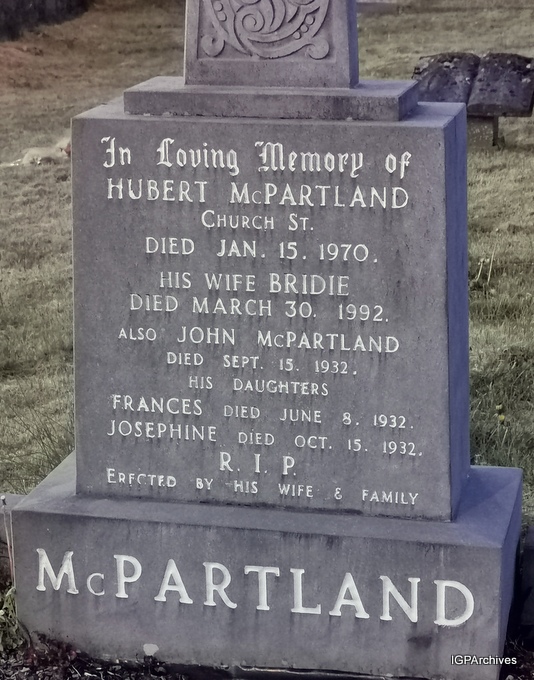 In Loving Memory of
HUBERT McPARTLAND
CHURCH ST.
DIED JAN. 15. 1970.
HIS WIFE BRIDIE
DIED MARCH 30. 1992.
ALSO JOHN McPARTLAND
DIED SEPT. 15. 1932.
HIS DAUGHTERS
FRANCES DIED JUNE 8. 1932.
JOSEPHINE DIED OCT. 15. 1932.
R. I. P.
ERECTED BY HIS WIFE & FAMILY
McPARTLAND
IGPArchives